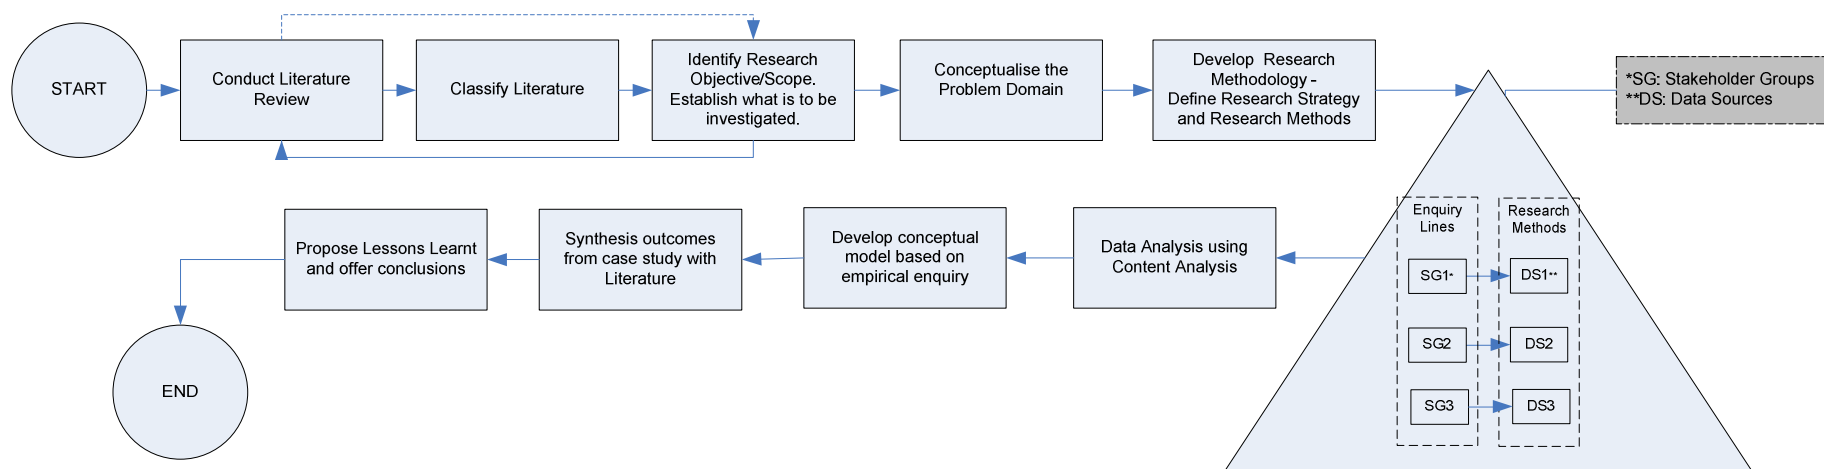 START
Conduct Literature
Review
Classify Literature
Identify Research
Objective/Scope.
Establish what is to be
investigated.
Conceptualise the
Problem Domain
Develop Research
Methodology -
Define Research Strategy
and Research Methods
*SG: Stakeholder Groups
**DS: Data Sources
Enquiry
Lines
Research
Methods
SG1*
DS1**
SG2
DS2
SG3
DS3
Data Analysis using
Content Analysis
Develop conceptual
model based on
empirical enquiry
Synthesis outcomes
from case study with
Literature
Propose Lessons Learnt
and offer conclusions
END